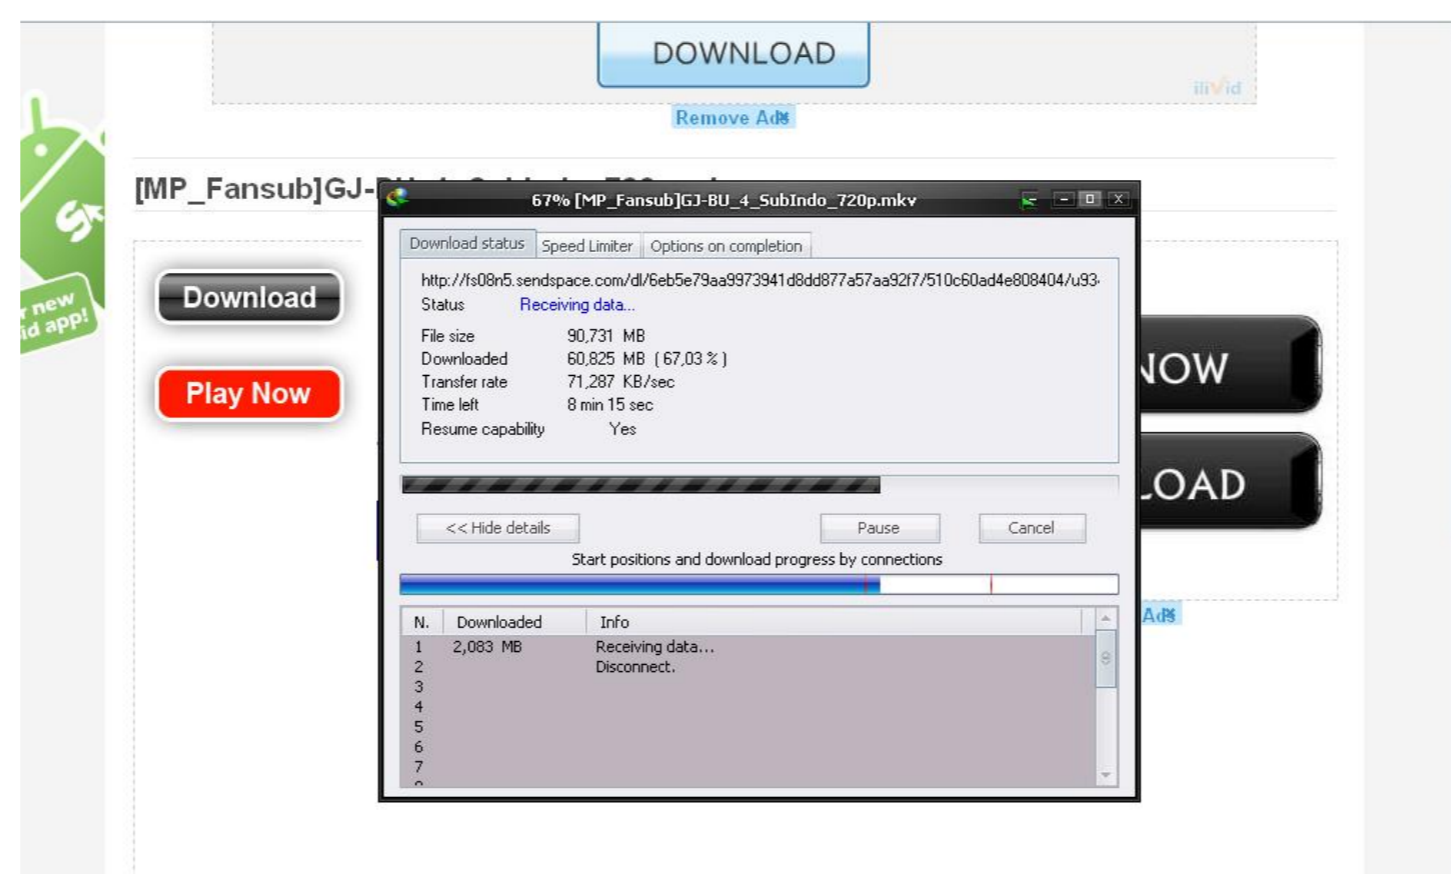 DOWNLOAD
iliVid
Remove Ads
[MP_Fansub]GJ-
67% [MP_Fansub]GJ-BU_4_SubIndo_720p.mkv
Download status Speed Limiter Options on completion
http://fs08n5.sendspace.com/dl/6eb5e79aa9973941d8dd877a57aa92f7/510c60ad4e808404/u93
Status Receiving data...
File size 90,731 MB
Downloaded 60,825 MB ( 67,03 % )
Transfer rate 71,287 KB/sec
Time left 8 min 15 sec
Resume capability Yes
<< Hide details Pause Cancel
Start positions and download progress by connections
N. Downloaded Info
1 2,083 MB Receiving data...
2 Disconnect.
3
4
5
6
7
Download
Play Now
new
id app!
NOW
LOAD
Ads